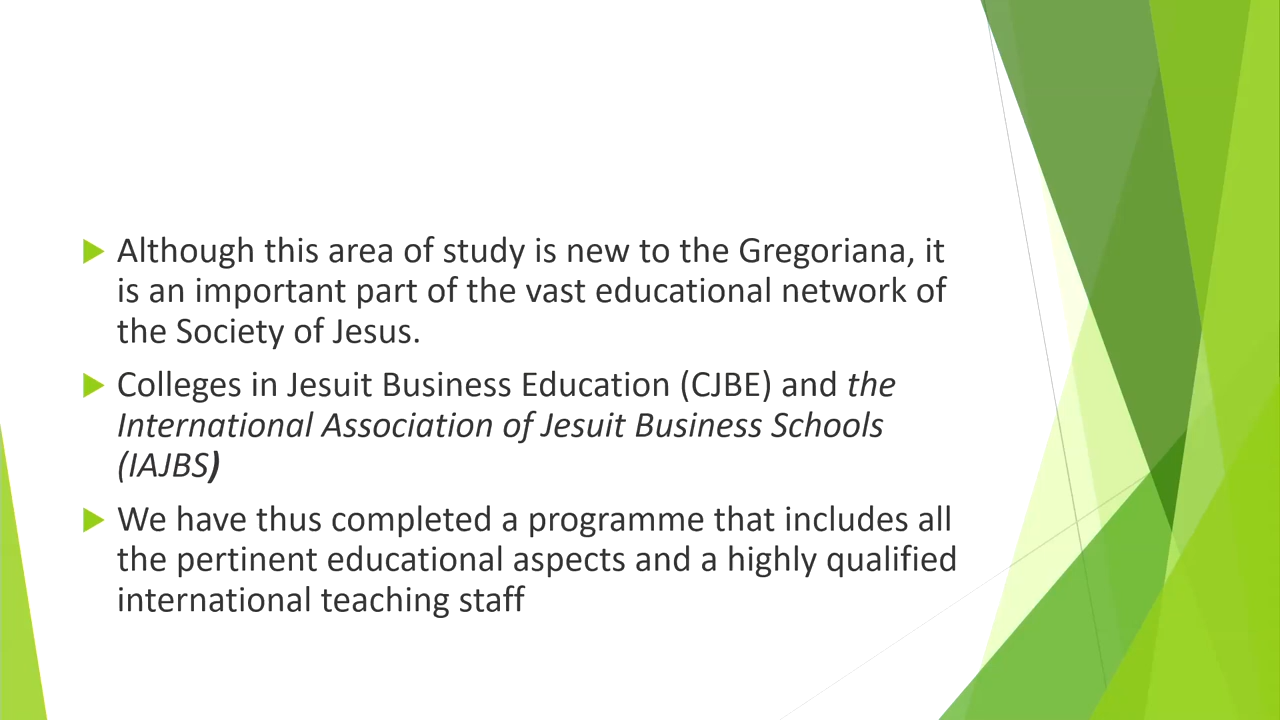 Although this area of study is new to the Gregoriana, it
is an important part of the vast educational network of
the Society of Jesus.
Colleges in Jesuit Business Education (CJBE) and the
International Association of Jesuit Business Schools
(IAJBS)
We have thus completed a programme that includes all
the pertinent educational aspects and a highly qualified
international teaching staff